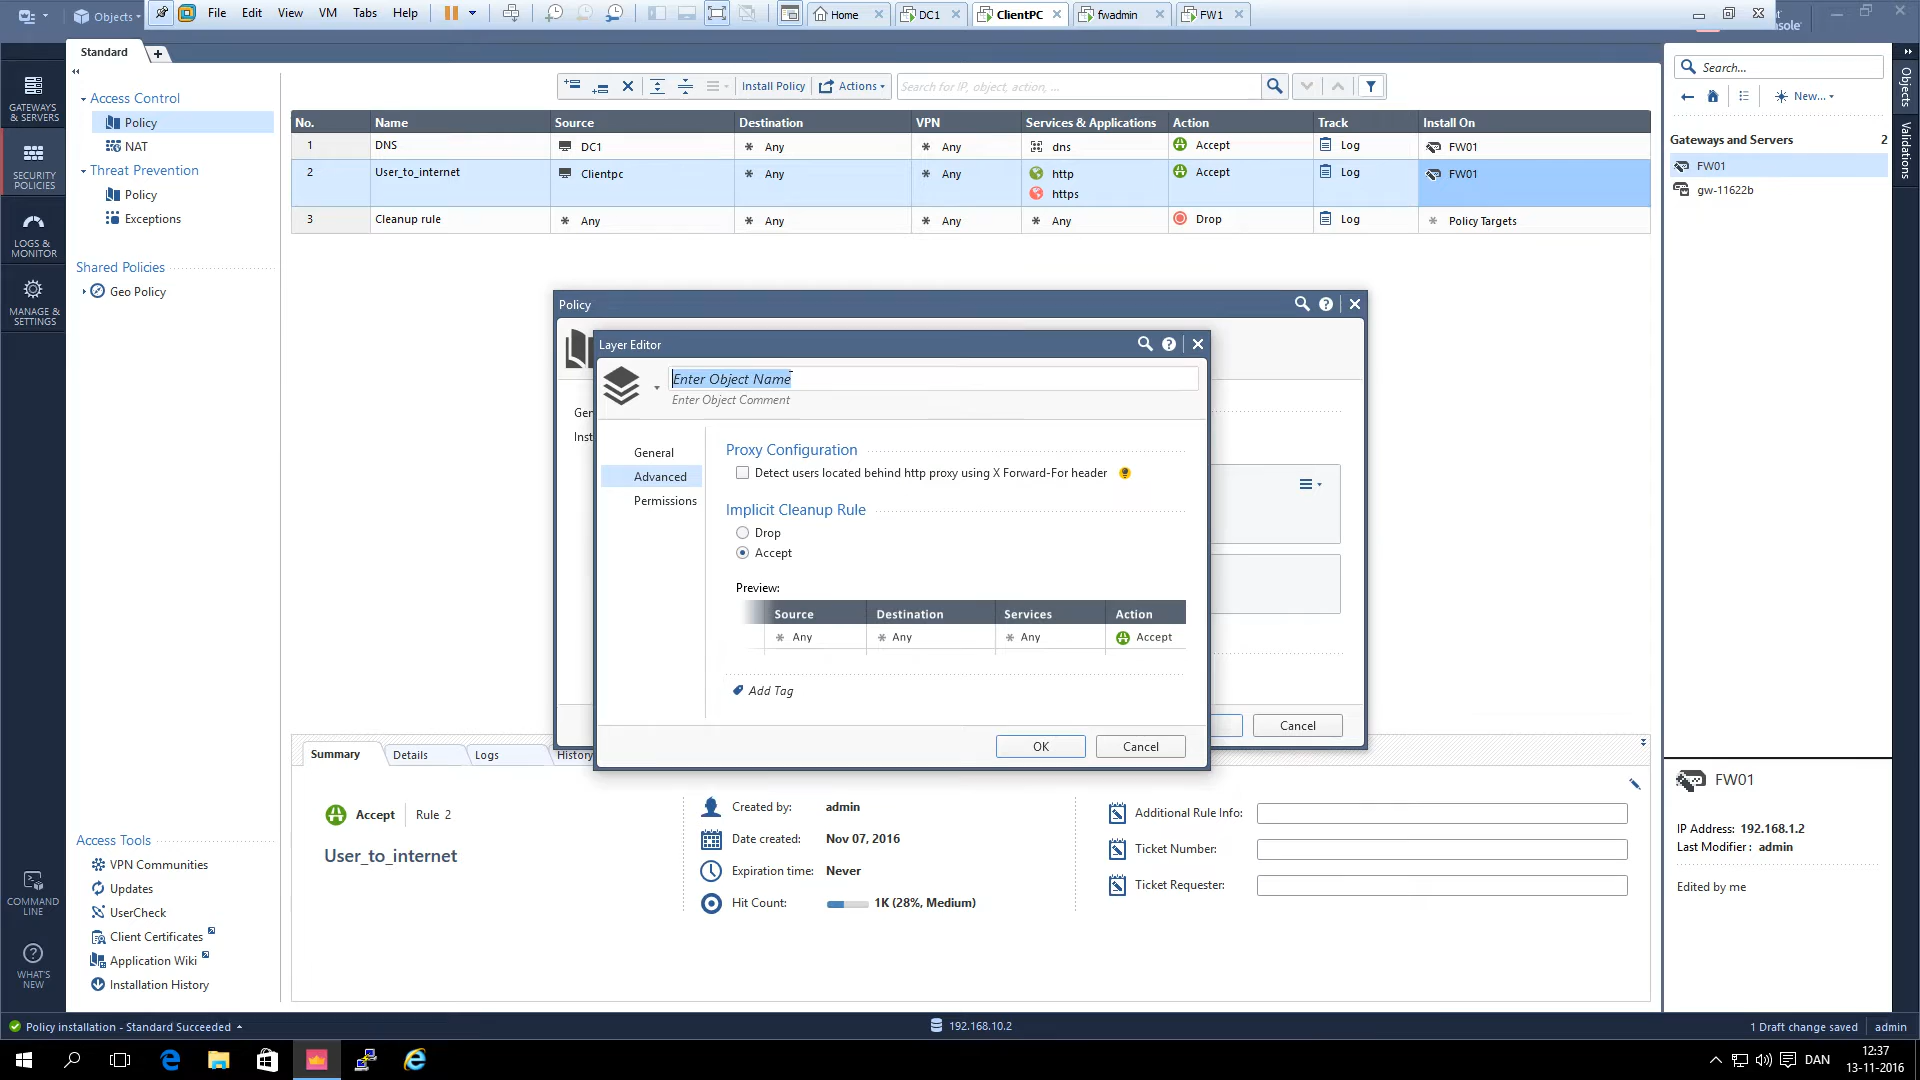 Objects
File Edit View VM Tabs Help
Home DC1 ClientPC fwadmin FW1
Standard
GATEWAYS & SERVERS
SECURITY POLICIES
LOGS & MONITOR
MANAGE & SETTINGS
COMMAND LINE
WHAT'S NEW
Access Control
Policy
NAT
Threat Prevention
Policy
Exceptions
Shared Policies
Geo Policy
Access Tools
VPN Communities
Updates
UserCheck
Client Certificates
Application Wiki
Installation History
Install Policy Actions Search for IP, object, action, ...
No. Name Source Destination VPN Services & Applications Action Track Install On
1 DNS DC1 Any Any dns Accept Log FW01
2 User_to_internet Clientpc Any Any http Accept Log FW01
https
3 Cleanup rule Any Any Any Any Drop Log Policy Targets
Policy
Layer Editor
Enter Object Name
Enter Object Comment
General
Advanced
Permissions
Proxy Configuration
Detect users located behind http proxy using X Forward-For header
Implicit Cleanup Rule
Drop
Accept
Preview:
Source Destination Services Action
Any Any Any Accept
Add Tag
OK Cancel
Cancel
Summary Details Logs History
Accept Rule 2
User_to_internet
Created by: admin
Date created: Nov 07, 2016
Expiration time: Never
Hit Count: 1K (28%, Medium)
Additional Rule Info:
Ticket Number:
Ticket Requester:
Search...
New...
Gateways and Servers 2
FW01
gw-11622b
Objects
Validations
FW01
IP Address: 192.168.1.2
Last Modifier : admin
Edited by me
Policy installation - Standard Succeeded
192.168.10.2
1 Draft change saved admin
DAN
12:37
13-11-2016